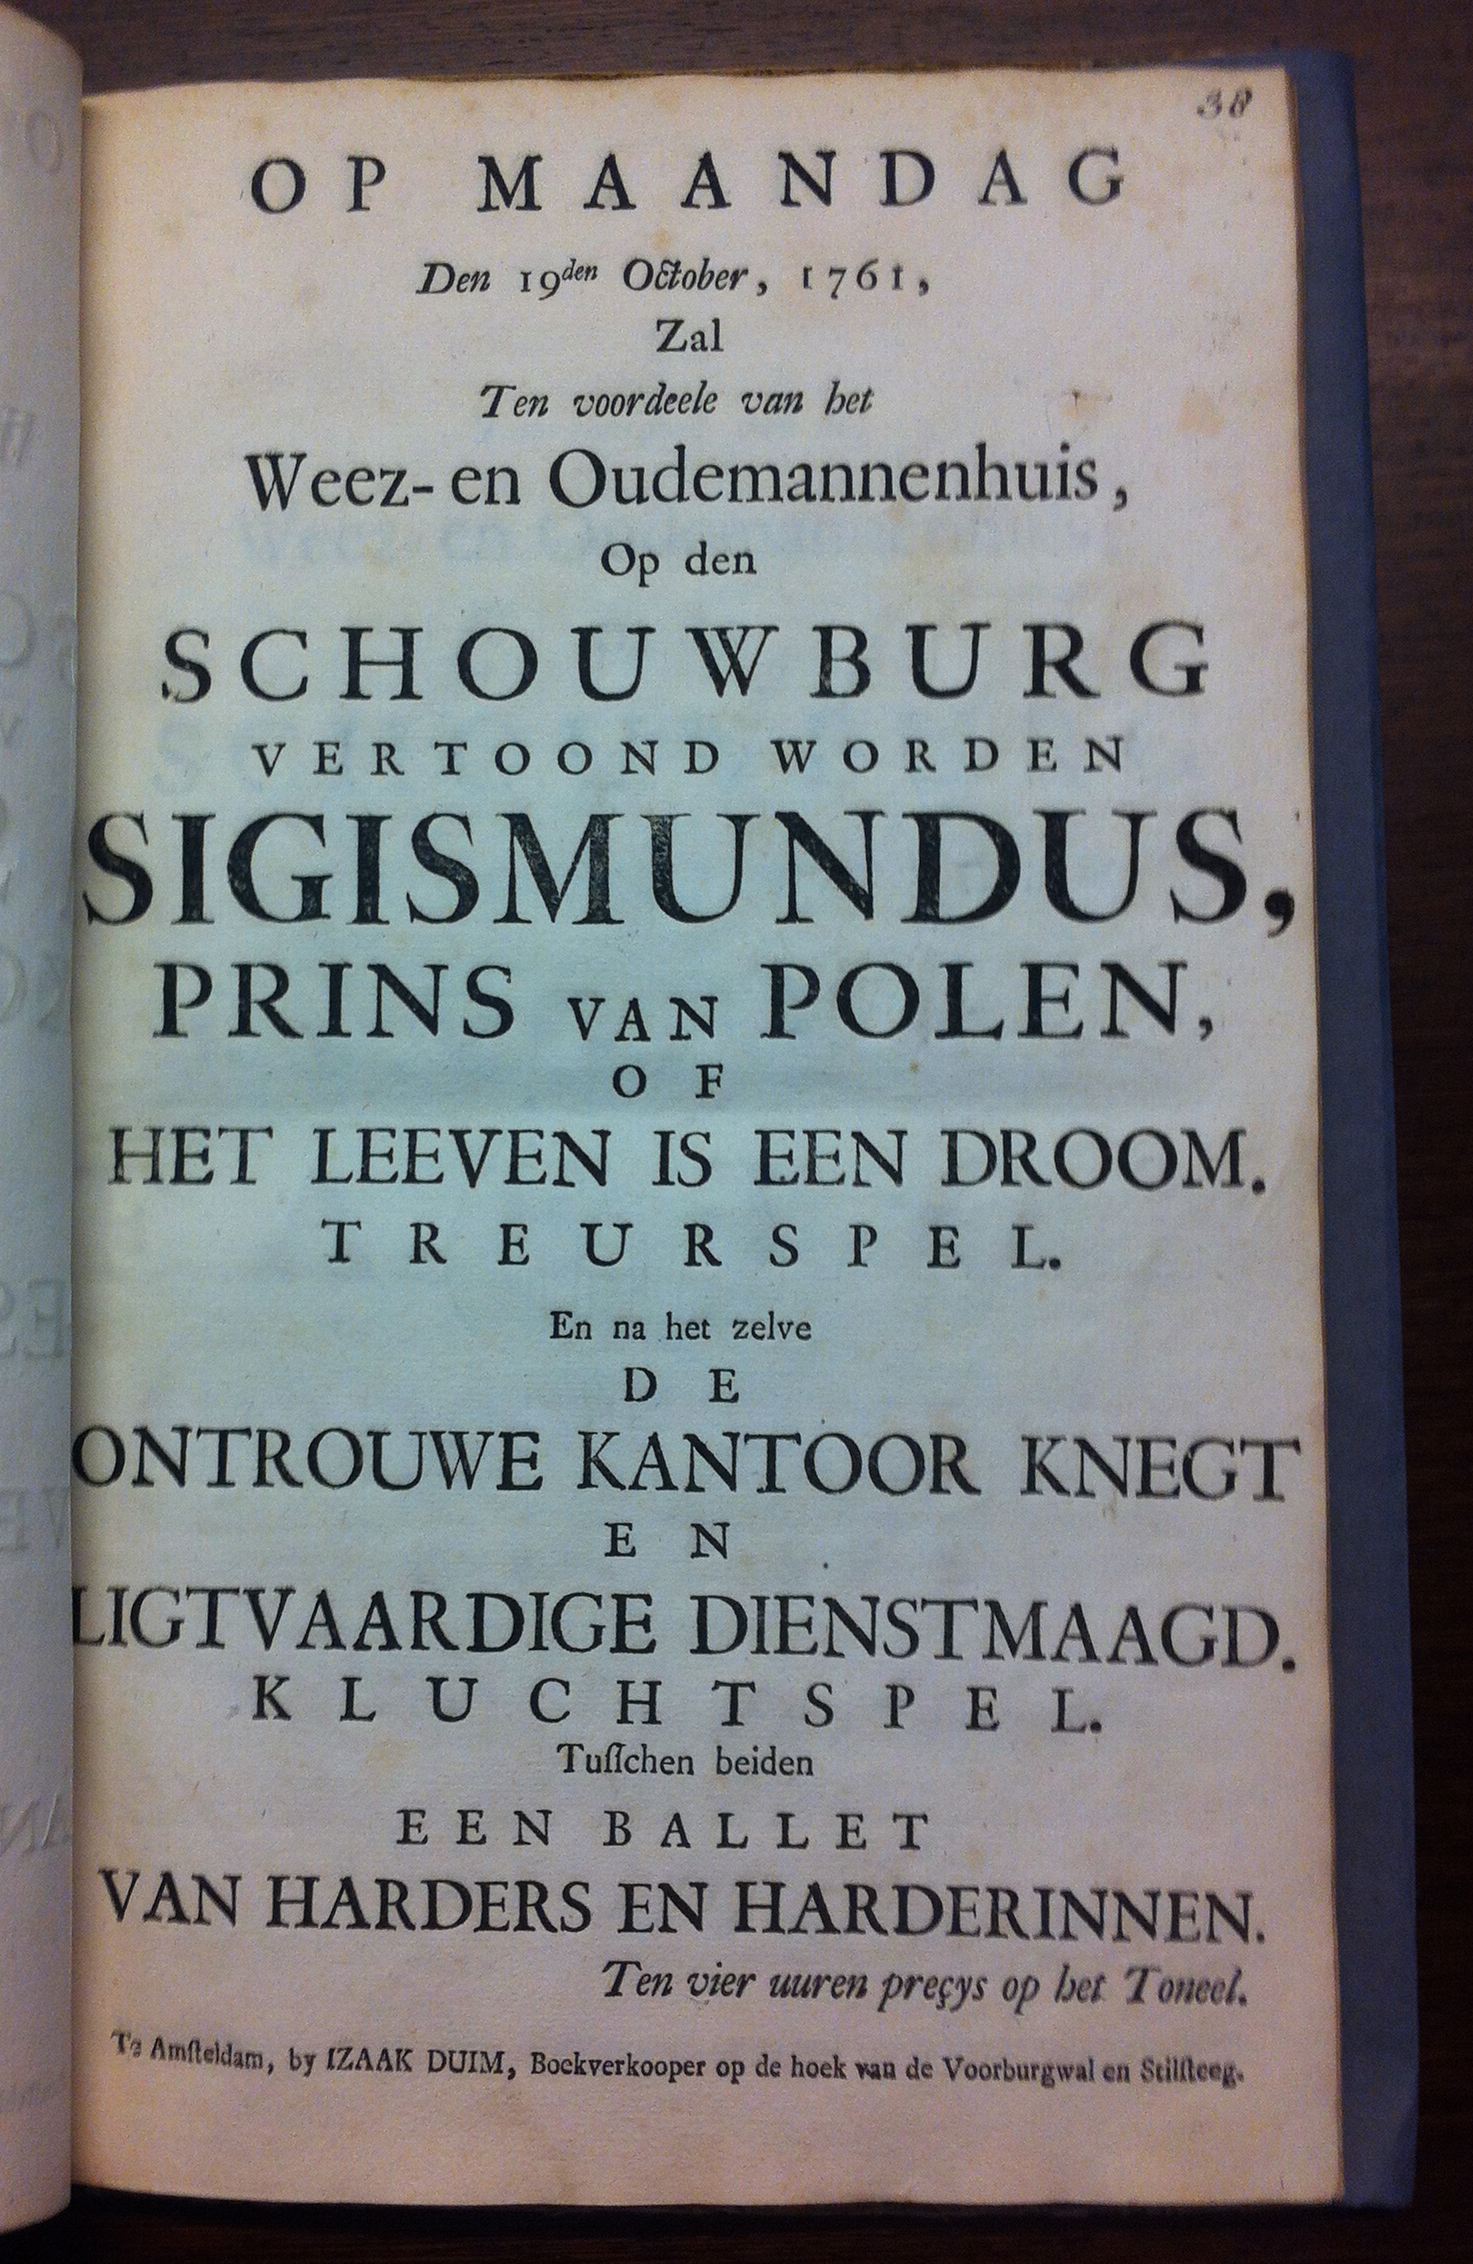 38
OP MAANDAG
Den 19den October, 1761,
Zal
Ten voordeele van het
Weez- en Oudemannenhuis,
Op den
SCHOUWBURG
VERTOOND WORDEN
SIGISMUNDUS,
PRINS VAN POLEN,
OF
HET LEEVEN IS EEN DROOM.
TREURSPEL.
En na het zelve
DE
ONTROUWE KANTOOR KNEGT
EN
LIGTVAARDIGE DIENSTMAAGD.
KLUCHTSPEL.
Tuſſchen beiden
EEN BALLET
VAN HARDERS EN HARDERINNEN.
Ten vier uuren preçys op het Toneel.
Te Amſteldam, by IZAAK DUIM, Boekverkooper op de hoek van de Voorburgwal en Stilſteeg.